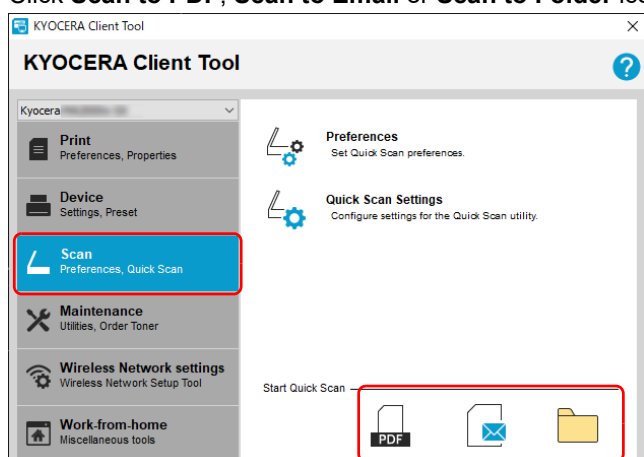 Click Scan to PDF, Scan to Email or Scan to Folder
KYOCERA Client Tool
KYOCERA Client Tool
?
Kyocera
Print
Preferences, Properties
Device
Settings, Preset
Scan
Preferences, Quick Scan
Maintenance
Utilities, Order Toner
Wireless Network settings
Wireless Network Setup Tool
Work-from-home
Miscellaneous tools
Preferences
Set Quick Scan preferences.
Quick Scan Settings
Configure settings for the Quick Scan utility.
Start Quick Scan
PDF